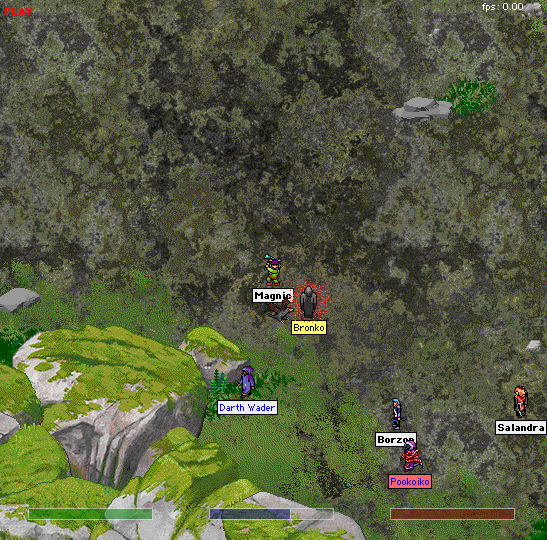 PLAY
fps: 0.00
Magnic
Bronko
Darth Wader
Salandra
Borzon
Pookoiko